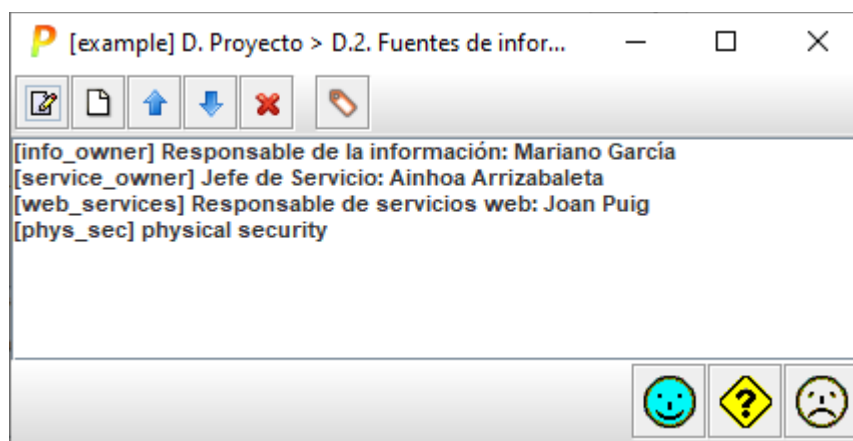 [example] D. Proyecto > D.2. Fuentes de infor...
[info_owner] Responsable de la información: Mariano García
[service_owner] Jefe de Servicio: Ainhoa Arrizabaleta
[web_services] Responsable de servicios web: Joan Puig
[phys_sec] physical security
?